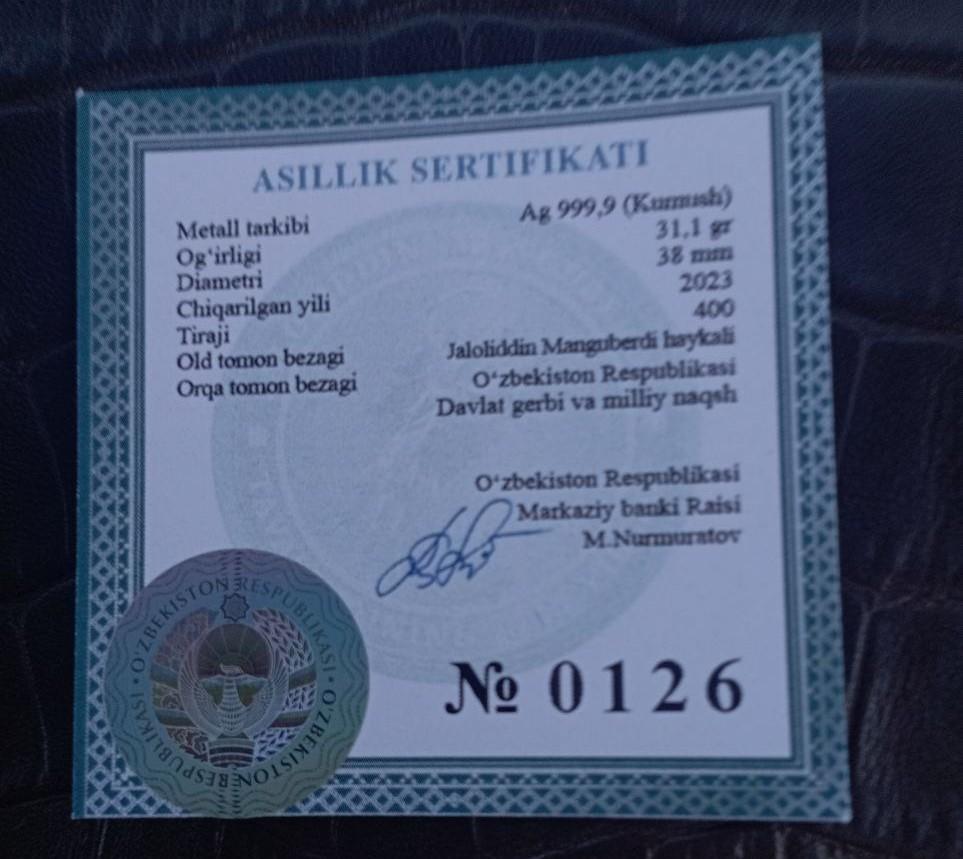 ASILLIK SERTIFIKATI
Metall tarkibi Ag 999,9 (Kumush)
Og‘irligi 31,1 gr
Diametri 38 mm
Chiqarilgan yili 2023
Tiraji 400
Old tomon bezagi Jaloliddin Manguberdi haykali
Orqa tomon bezagi O‘zbekiston Respublikasi
Davlat gerbi va milliy naqsh
O‘zbekiston Respublikasi
Markaziy banki Raisi
M.Nurmuratov
№ 0126
O‘ZBEKISTON RESPUBLIKASI • O‘ZBEKISTON RESPUBLIKASI •